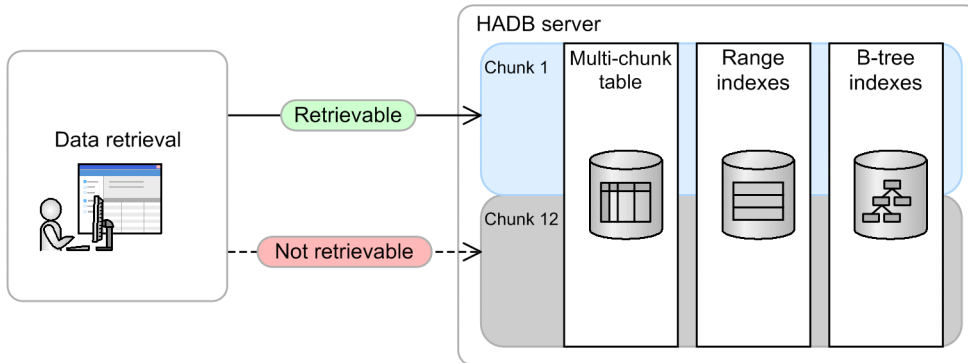 HADB server
Chunk 1
Multi-chunk
table
Range
indexes
B-tree
indexes
Retrievable
Data retrieval
Chunk 12
Not retrievable